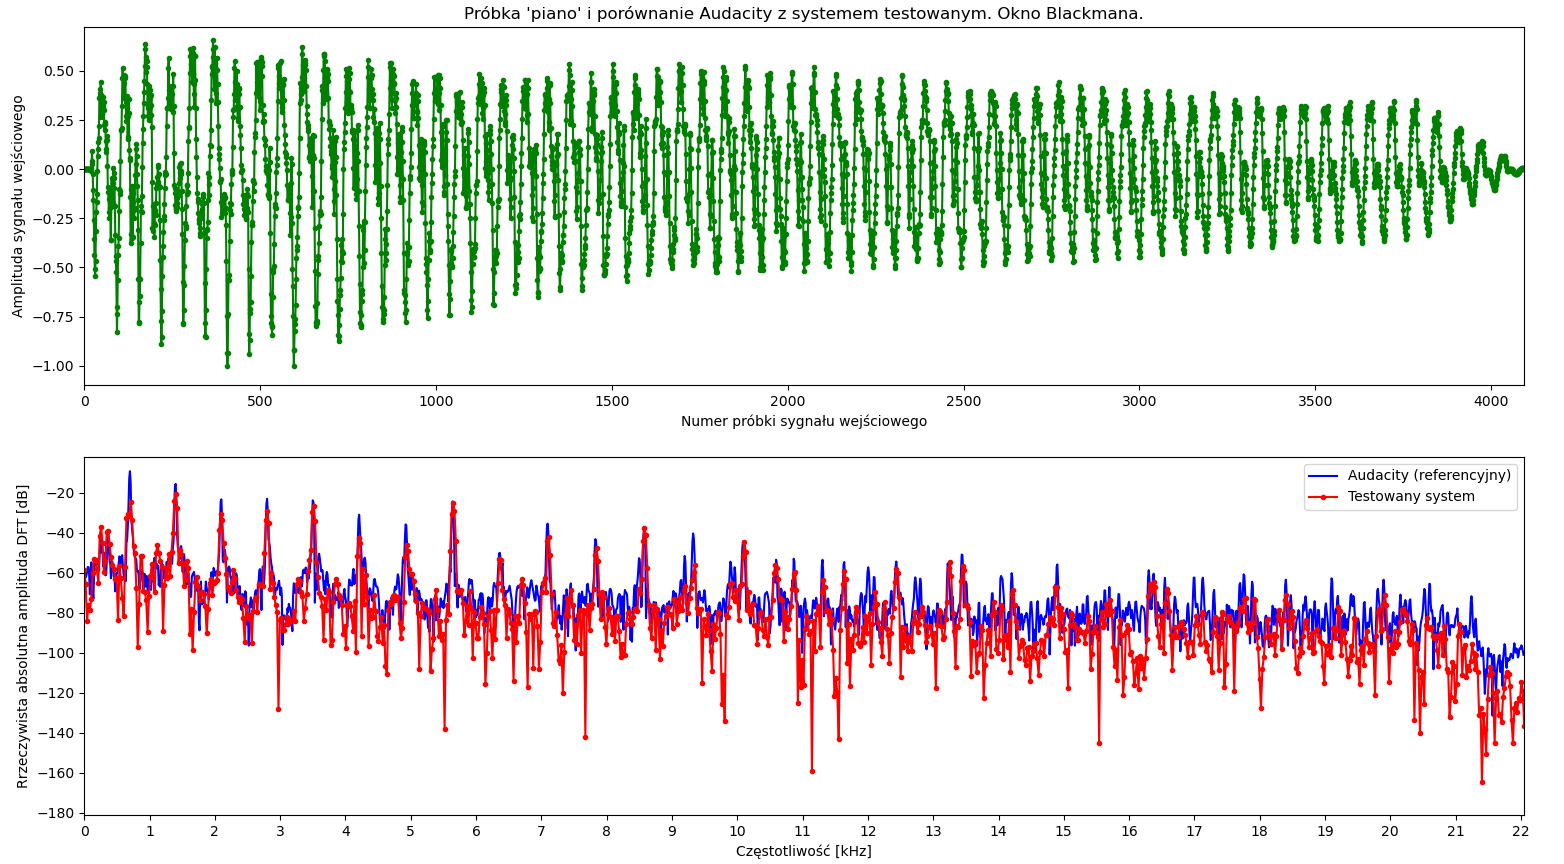 Próbka 'piano' i porównanie Audacity z systemem testowanym. Okno Blackmana.
Amplituda sygnału wejściowego
0.50
0.25
0.00
−0.25
−0.50
−0.75
−1.00
0 500 1000 1500 2000 2500 3000 3500 4000
Numer próbki sygnału wejściowego
Rrzeczywista absolutna amplituda DFT [dB]
−20
−40
−60
−80
−100
−120
−140
−160
−180
Audacity (referencyjny)
Testowany system
0 1 2 3 4 5 6 7 8 9 10 11 12 13 14 15 16 17 18 19 20 21 22
Częstotliwość [kHz]